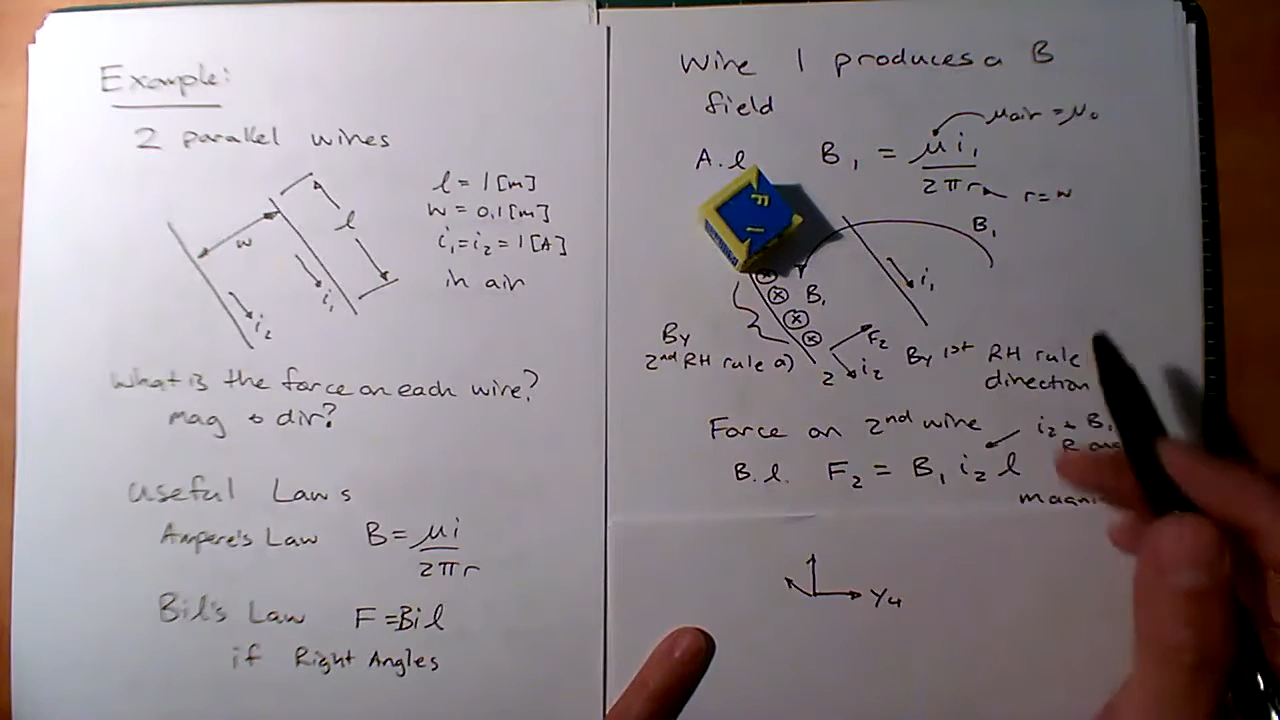 Example:
2 parallel wires
l = 1 [m]
w = 0.1 [m]
i₁ = i₂ = 1 [A]
in air
w
l
i₁
i₂
What is the force on each wire?
mag & dir?
Useful Laws
Ampere's Law B = μi / 2πr
Bil's Law F = Bil
if Right Angles
Wire 1 produces a B
field
μair = μ₀
A.l B₁ = μi₁ / 2πr
r = w
B₁
i₁
F
I
⊗ ⊗ B₁
⊗
⊗
By
2nd RH rule a)
F₂
2 i₂
By 1st RH rule
direction
Force on 2nd wire
i₂ & B₁
B.l. F₂ = B₁ i₂ l